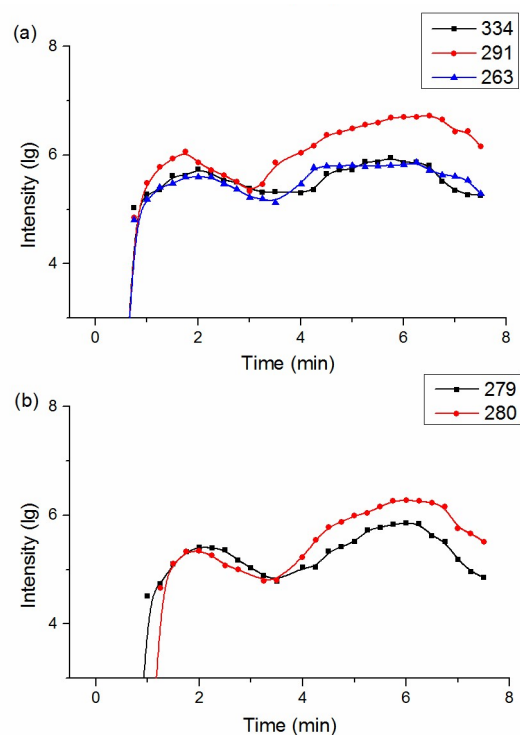 (a)
334
291
263
8
6
4
Intensity (lg)
0 2 4 6 8
Time (min)
(b)
279
280
8
6
4
Intensity (lg)
0 2 4 6 8
Time (min)